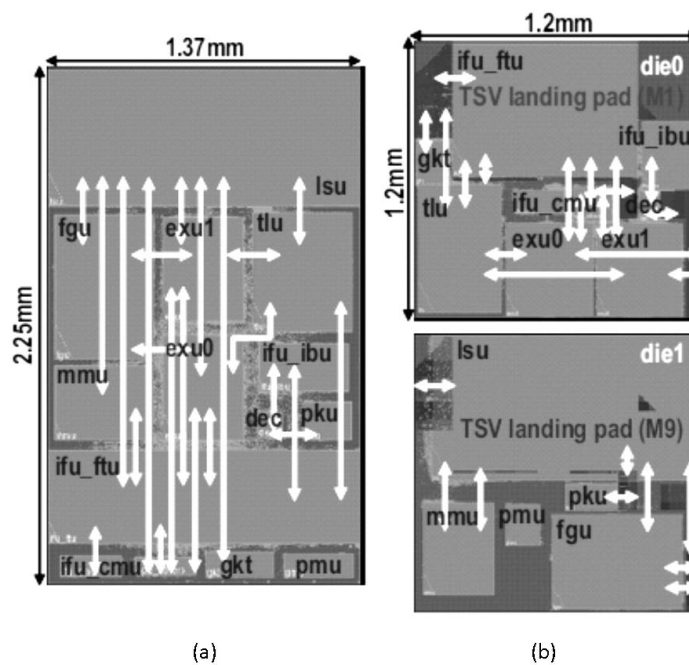 1.37mm
2.25mm
lsu
fgu
exu1
tlu
exu0
ifu_ibu
mmu
dec
pku
ifu_ftu
ifu_cmu
gkt
pmu
(a)
1.2mm
1.2mm
ifu_ftu
die0
TSV landing pad (M1)
ifu_ibu
gkt
tlu
ifu_cmu
dec
exu0
exu1
lsu
die1
TSV landing pad (M9)
pku
mmu
pmu
fgu
(b)